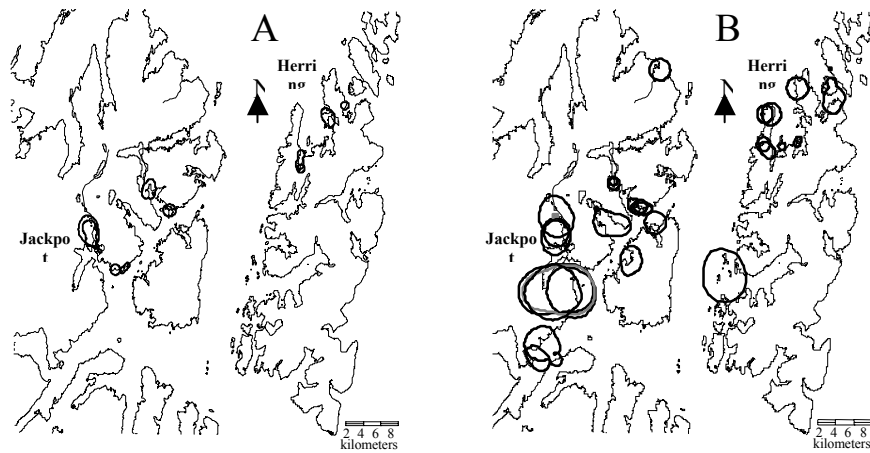 A
Herri
ng
N
Jackpo
t
2 4 6 8
kilometers
B
Herri
ng
N
Jackpo
t
2 4 6 8
kilometers